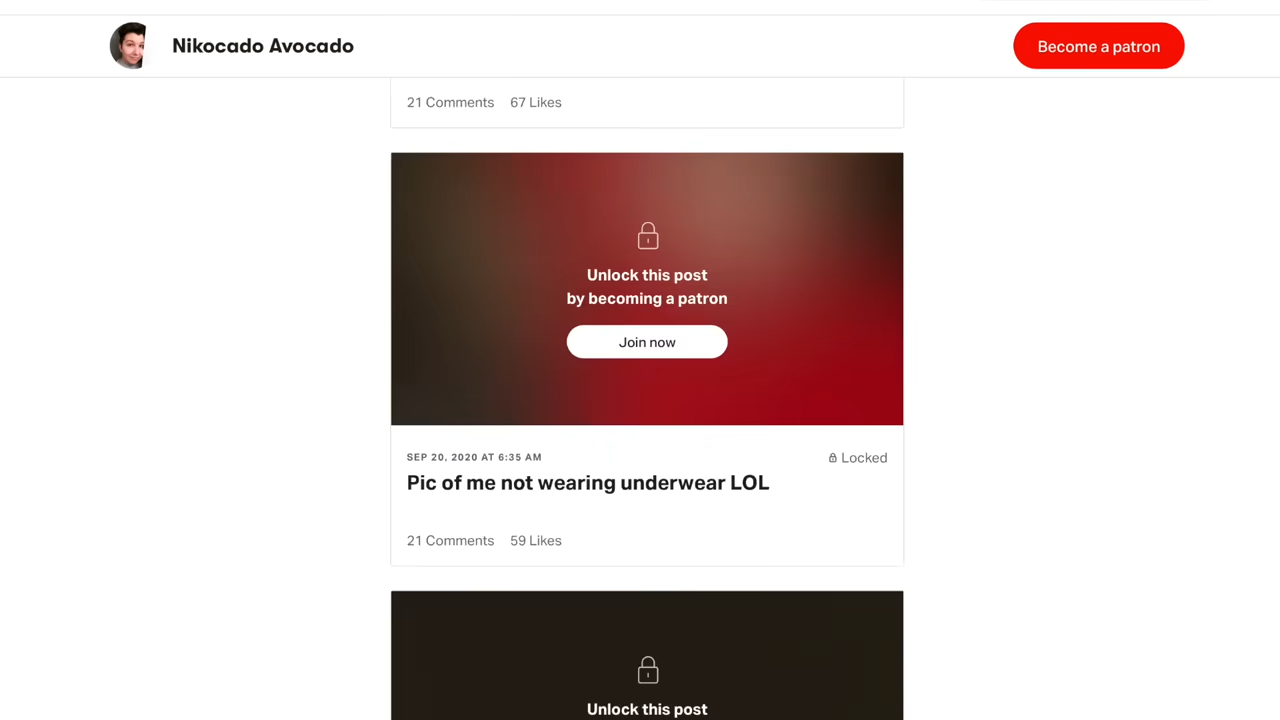 Nikocado Avocado
Become a patron
21 Comments 67 Likes
Unlock this post
by becoming a patron
Join now
SEP 20, 2020 AT 6:35 AM
Locked
Pic of me not wearing underwear LOL
21 Comments 59 Likes
Unlock this post